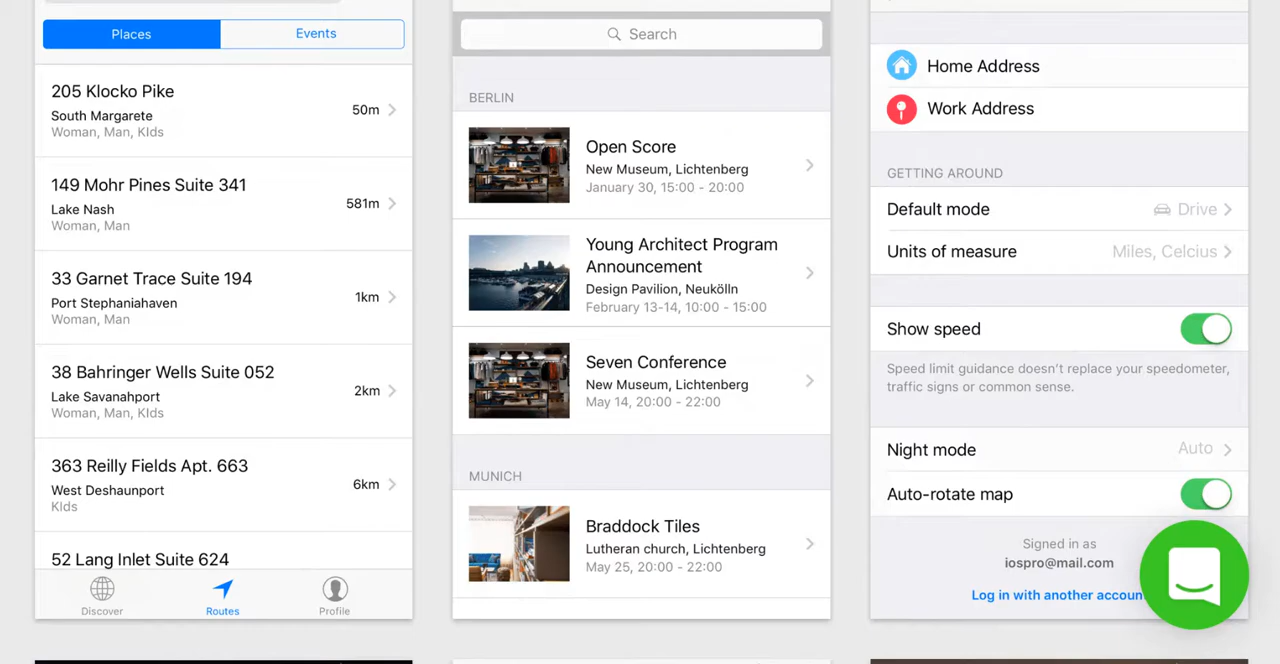 Places
Events
205 Klocko Pike
South Margarete
Woman, Man, KIds
50m
149 Mohr Pines Suite 341
Lake Nash
Woman, Man
581m
33 Garnet Trace Suite 194
Port Stephaniahaven
Woman, Man
1km
38 Bahringer Wells Suite 052
Lake Savanahport
Woman, Man, KIds
2km
363 Reilly Fields Apt. 663
West Deshaunport
KIds
6km
52 Lang Inlet Suite 624
Discover
Routes
Profile
Search
BERLIN
Open Score
New Museum, Lichtenberg
January 30, 15:00 - 20:00
Young Architect Program
Announcement
Design Pavilion, Neukölln
February 13-14, 10:00 - 15:00
Seven Conference
New Museum, Lichtenberg
May 14, 20:00 - 22:00
MUNICH
Braddock Tiles
Lutheran church, Lichtenberg
May 25, 20:00 - 22:00
Home Address
Work Address
GETTING AROUND
Default mode
Drive
Units of measure
Miles, Celcius
Show speed
Speed limit guidance doesn't replace your speedometer,
traffic signs or common sense.
Night mode
Auto
Auto-rotate map
Signed in as
iospro@mail.com
Log in with another accoun